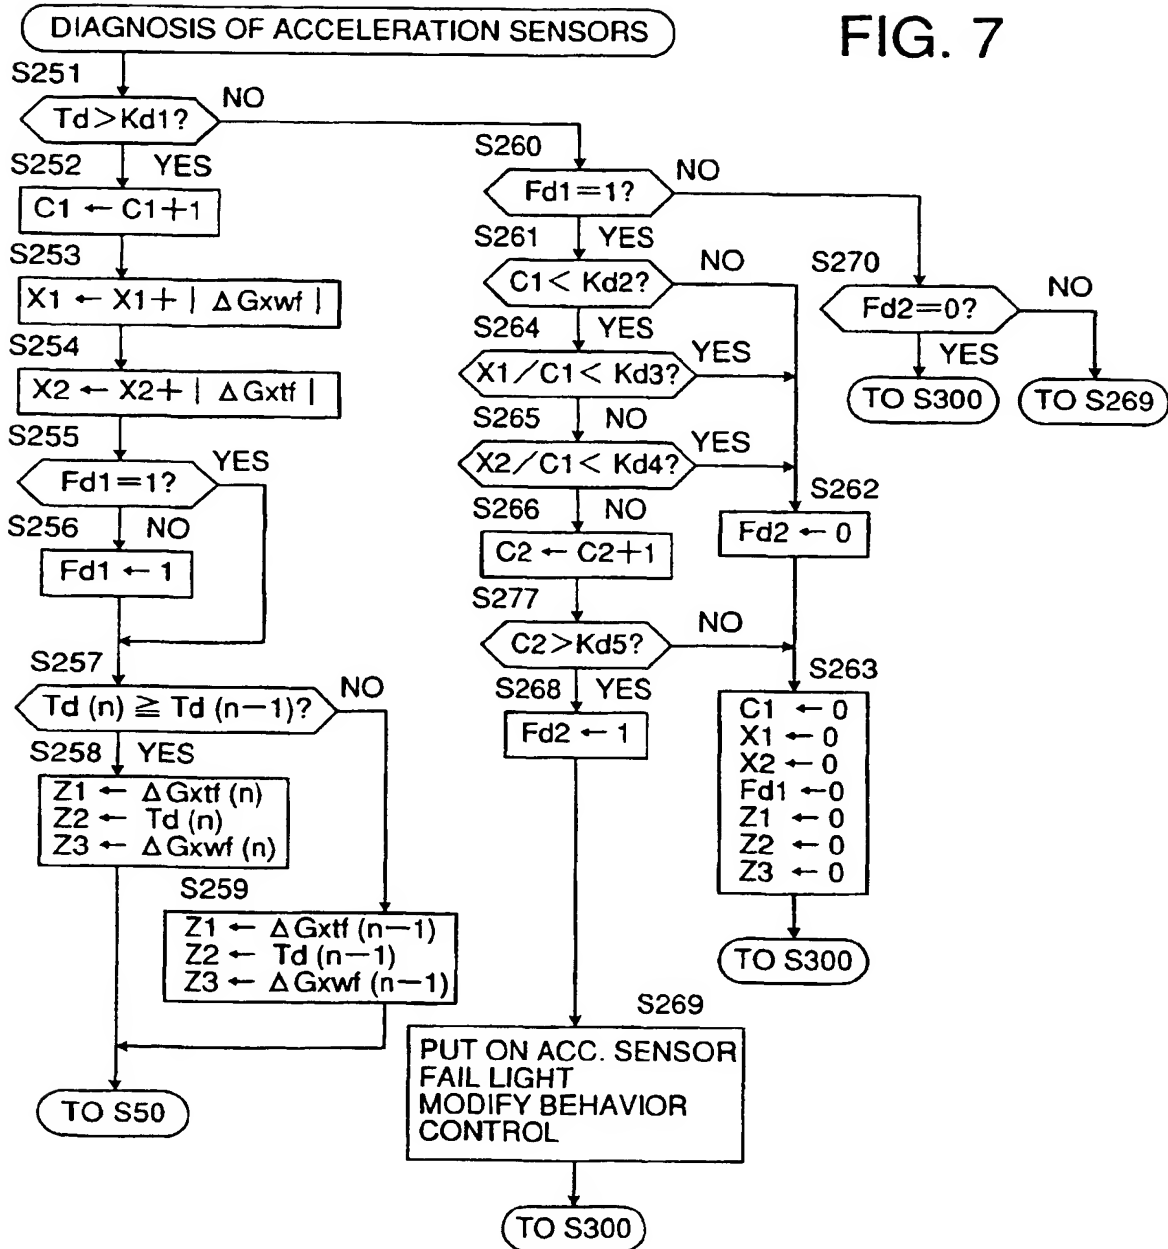 DIAGNOSIS OF ACCELERATION SENSORS
FIG. 7
S251
Td>Kd1?
NO
S252
YES
C1 ← C1+1
S253
X1 ← X1+ | ΔGxwf |
S254
X2 ← X2+ | ΔGxtf |
S255
Fd1=1?
YES
S256
NO
Fd1 ← 1
S257
Td (n) ≧ Td (n−1)?
NO
S258
YES
Z1 ← ΔGxtf (n)
Z2 ← Td (n)
Z3 ← ΔGxwf (n)
S259
Z1 ← ΔGxtf (n−1)
Z2 ← Td (n−1)
Z3 ← ΔGxwf (n−1)
TO S50
S260
Fd1=1?
NO
S261
YES
C1< Kd2?
NO
S264
YES
X1/C1< Kd3?
YES
S265
NO
X2/C1< Kd4?
YES
S266
NO
C2 ← C2+1
S277
C2>Kd5?
NO
S268
YES
Fd2 ← 1
S262
Fd2 ← 0
S263
C1 ← 0
X1 ← 0
X2 ← 0
Fd1 ← 0
Z1 ← 0
Z2 ← 0
Z3 ← 0
TO S300
S269
PUT ON ACC. SENSOR
FAIL LIGHT
MODIFY BEHAVIOR
CONTROL
TO S300
S270
Fd2=0?
NO
YES
TO S300
TO S269